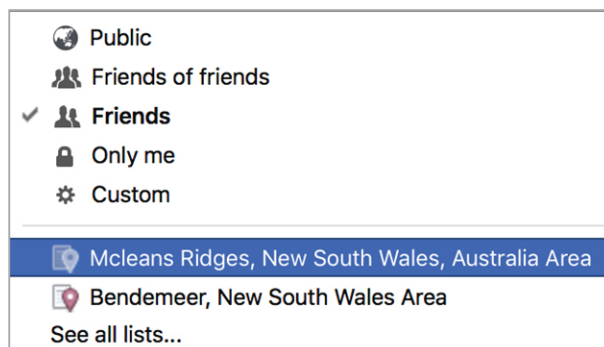 Public
Friends of friends
Friends
Only me
Custom
Mcleans Ridges, New South Wales, Australia Area
Bendemeer, New South Wales Area
See all lists...